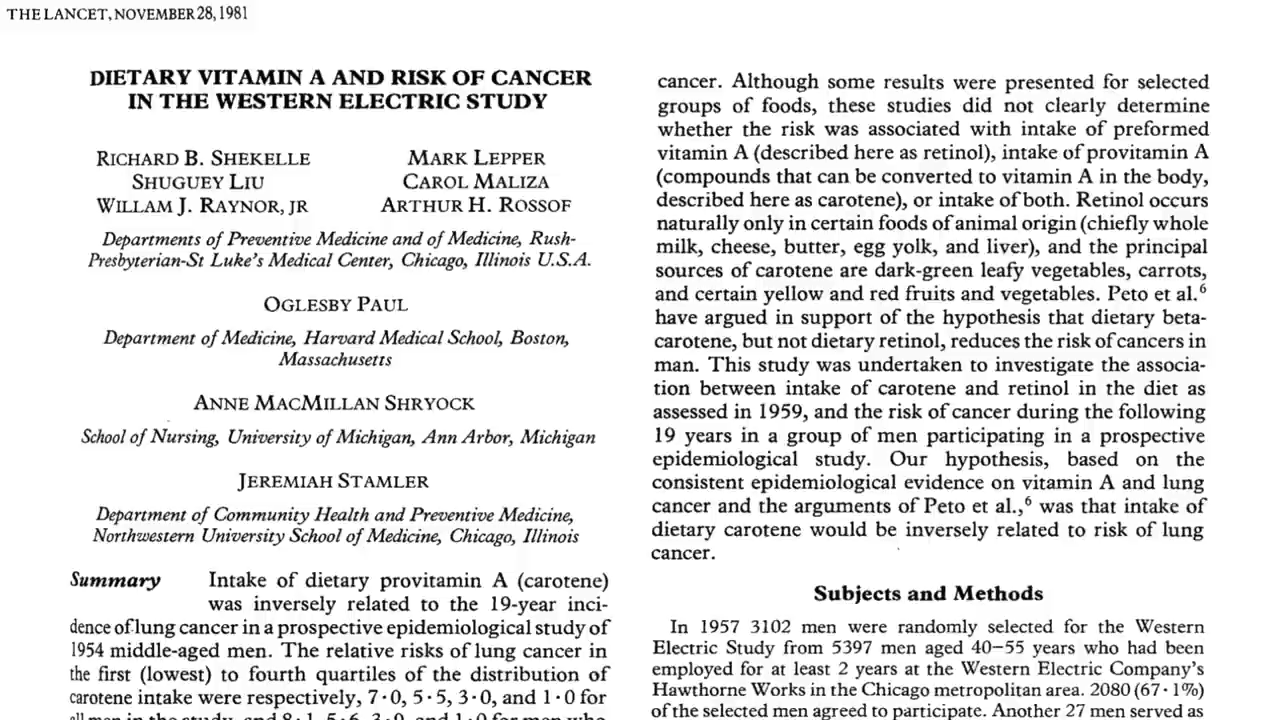 THE LANCET, NOVEMBER 28, 1981
DIETARY VITAMIN A AND RISK OF CANCER
IN THE WESTERN ELECTRIC STUDY
RICHARD B. SHEKELLE MARK LEPPER
SHUGUEY LIU CAROL MALIZA
WILLAM J. RAYNOR, JR ARTHUR H. ROSSOF
Departments of Preventive Medicine and of Medicine, Rush-
Presbyterian-St Luke's Medical Center, Chicago, Illinois U.S.A.
OGLESBY PAUL
Department of Medicine, Harvard Medical School, Boston,
Massachusetts
ANNE MACMILLAN SHRYOCK
School of Nursing, University of Michigan, Ann Arbor, Michigan
JEREMIAH STAMLER
Department of Community Health and Preventive Medicine,
Northwestern University School of Medicine, Chicago, Illinois
Summary Intake of dietary provitamin A (carotene)
was inversely related to the 19-year inci-
dence of lung cancer in a prospective epidemiological study of
1954 middle-aged men. The relative risks of lung cancer in
the first (lowest) to fourth quartiles of the distribution of
carotene intake were respectively, 7·0, 5·5, 3·0, and 1·0 for
all men in the study, and 8·1, 5·6, 3·9, and 1·0 for men who
cancer. Although some results were presented for selected
groups of foods, these studies did not clearly determine
whether the risk was associated with intake of preformed
vitamin A (described here as retinol), intake of provitamin A
(compounds that can be converted to vitamin A in the body,
described here as carotene), or intake of both. Retinol occurs
naturally only in certain foods of animal origin (chiefly whole
milk, cheese, butter, egg yolk, and liver), and the principal
sources of carotene are dark-green leafy vegetables, carrots,
and certain yellow and red fruits and vegetables. Peto et al.⁶
have argued in support of the hypothesis that dietary beta-
carotene, but not dietary retinol, reduces the risk of cancers in
man. This study was undertaken to investigate the associa-
tion between intake of carotene and retinol in the diet as
assessed in 1959, and the risk of cancer during the following
19 years in a group of men participating in a prospective
epidemiological study. Our hypothesis, based on the
consistent epidemiological evidence on vitamin A and lung
cancer and the arguments of Peto et al.,⁶ was that intake of
dietary carotene would be inversely related to risk of lung
cancer.
Subjects and Methods
In 1957 3102 men were randomly selected for the Western
Electric Study from 5397 men aged 40–55 years who had been
employed for at least 2 years at the Western Electric Company's
Hawthorne Works in the Chicago metropolitan area. 2080 (67·1%)
of the selected men agreed to participate. Another 27 men served as